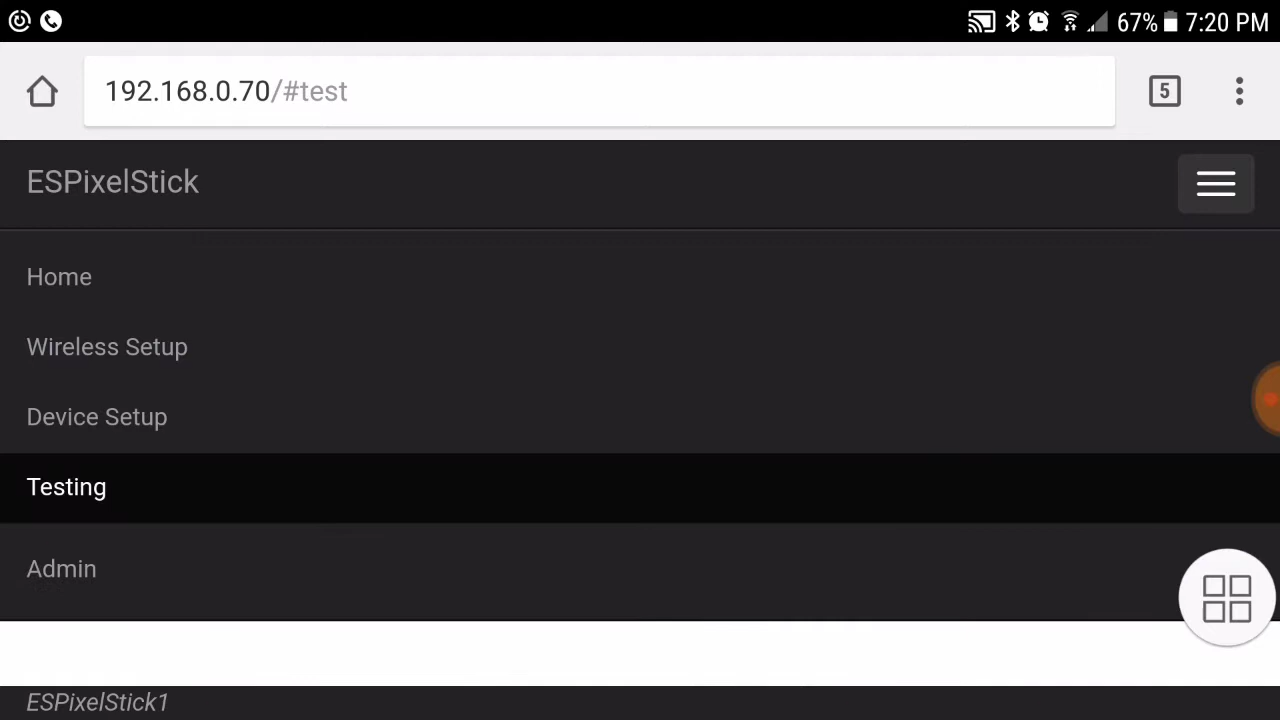 67% 7:20 PM
192.168.0.70/#test
5
ESPixelStick
Home
Wireless Setup
Device Setup
Testing
Admin
ESPixelStick1